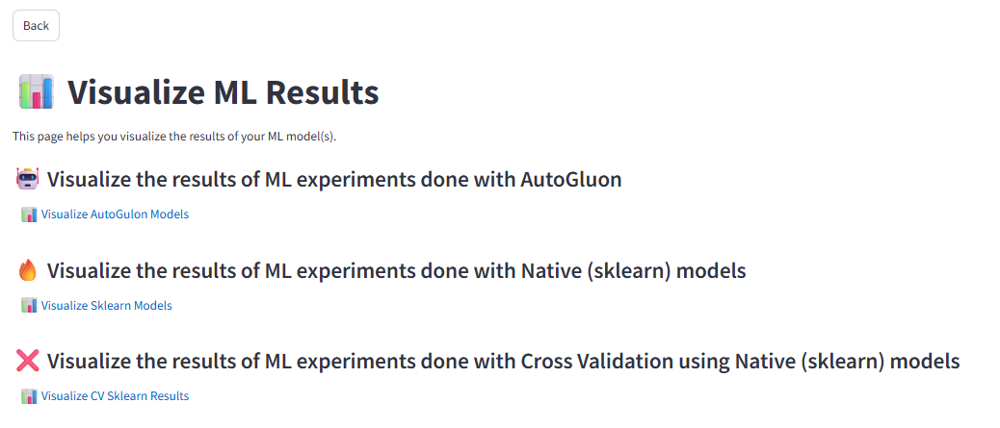 Back
Visualize ML Results
This page helps you visualize the results of your ML model(s).
Visualize the results of ML experiments done with AutoGluon
Visualize AutoGulon Models
Visualize the results of ML experiments done with Native (sklearn) models
Visualize Sklearn Models
Visualize the results of ML experiments done with Cross Validation using Native (sklearn) models
Visualize CV Sklearn Results